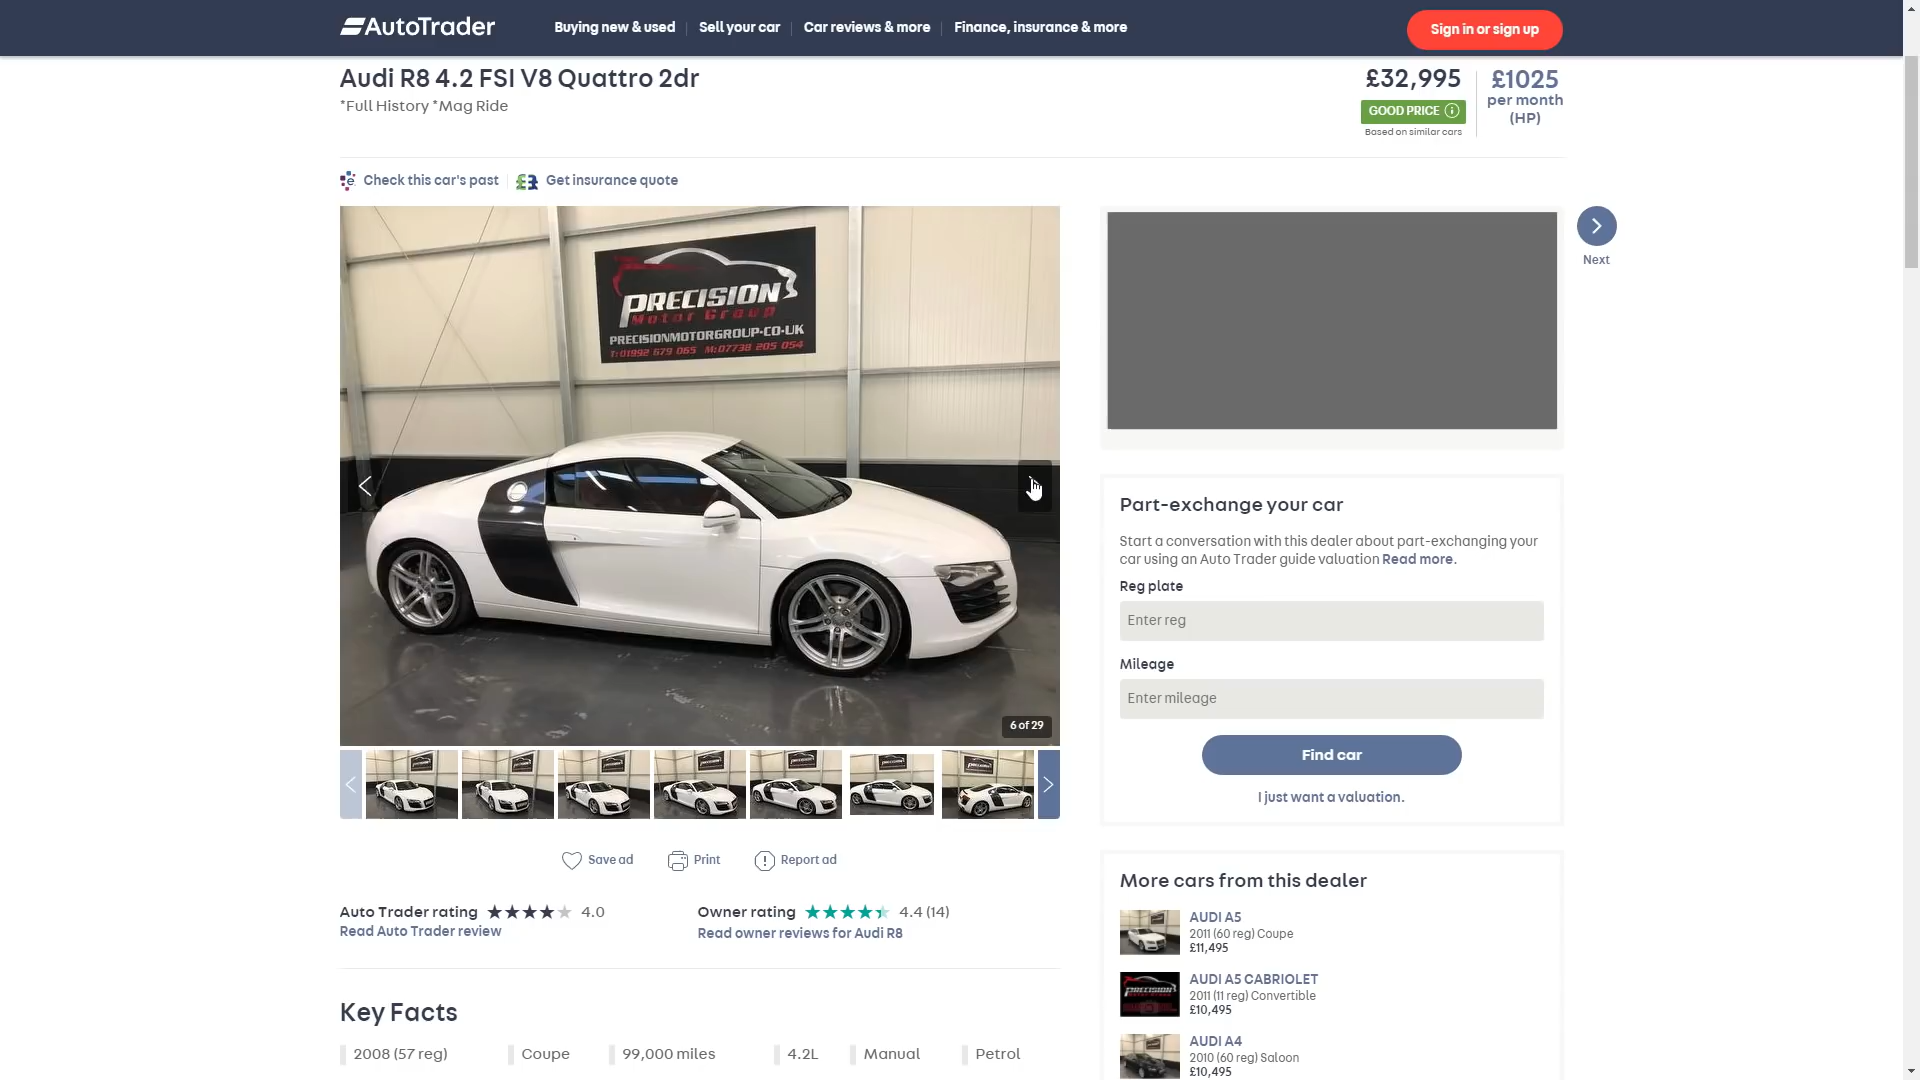 AutoTrader
Buying new & used
Sell your car
Car reviews & more
Finance, insurance & more
Sign in or sign up
Audi R8 4.2 FSI V8 Quattro 2dr
*Full History *Mag Ride
£32,995
GOOD PRICE
Based on similar cars
£1025
per month
(HP)
Check this car's past
Get insurance quote
PRECISION
Motor Group
PRECISIONMOTORGROUP-CO-UK
T:01992 679 065 M:07738 205 054
6 of 29
Next
Part-exchange your car
Start a conversation with this dealer about part-exchanging your
car using an Auto Trader guide valuation Read more.
Reg plate
Enter reg
Mileage
Enter mileage
Find car
I just want a valuation.
Save ad
Print
Report ad
Auto Trader rating 4.0
Read Auto Trader review
Owner rating 4.4 (14)
Read owner reviews for Audi R8
Key Facts
2008 (57 reg)
Coupe
99,000 miles
4.2L
Manual
Petrol
More cars from this dealer
AUDI A5
2011 (60 reg) Coupe
£11,495
AUDI A5 CABRIOLET
2011 (11 reg) Convertible
£10,495
AUDI A4
2010 (60 reg) Saloon
£10,495